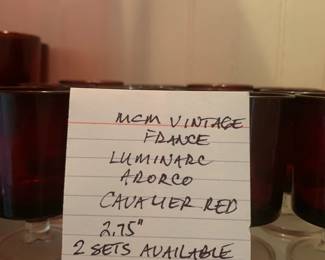 MCM VINTAGE
FRANCE
LUMINARC
ARORCO
CAVALIER RED
2.75"
2 SETS AVAILABLE